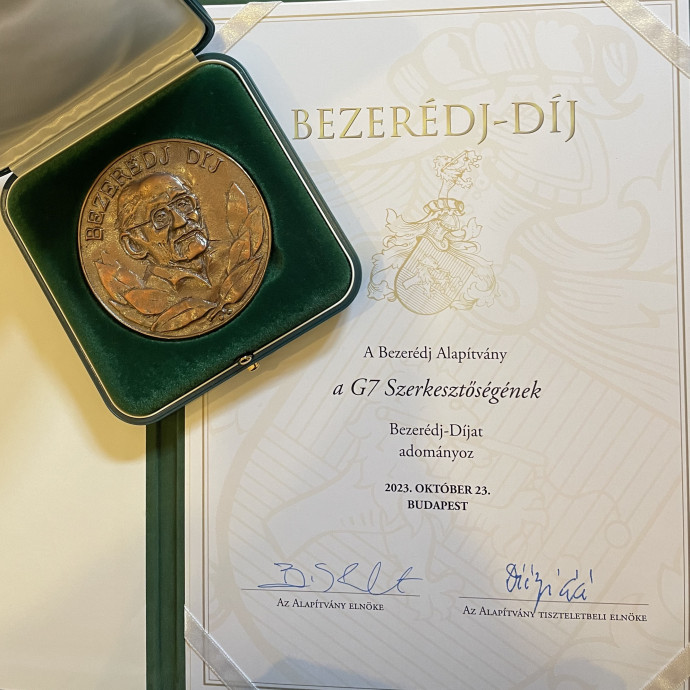 BEZERÉDJ DÍJ
BEZERÉDJ-DÍJ
A Bezerédj Alapítvány
a G7 Szerkesztőségének
Bezerédj-Díjat
adományoz
2023. OKTÓBER 23.
BUDAPEST
AZ ALAPÍTVÁNY ELNÖKE
AZ ALAPÍTVÁNY TISZTELETBELI ELNÖKE